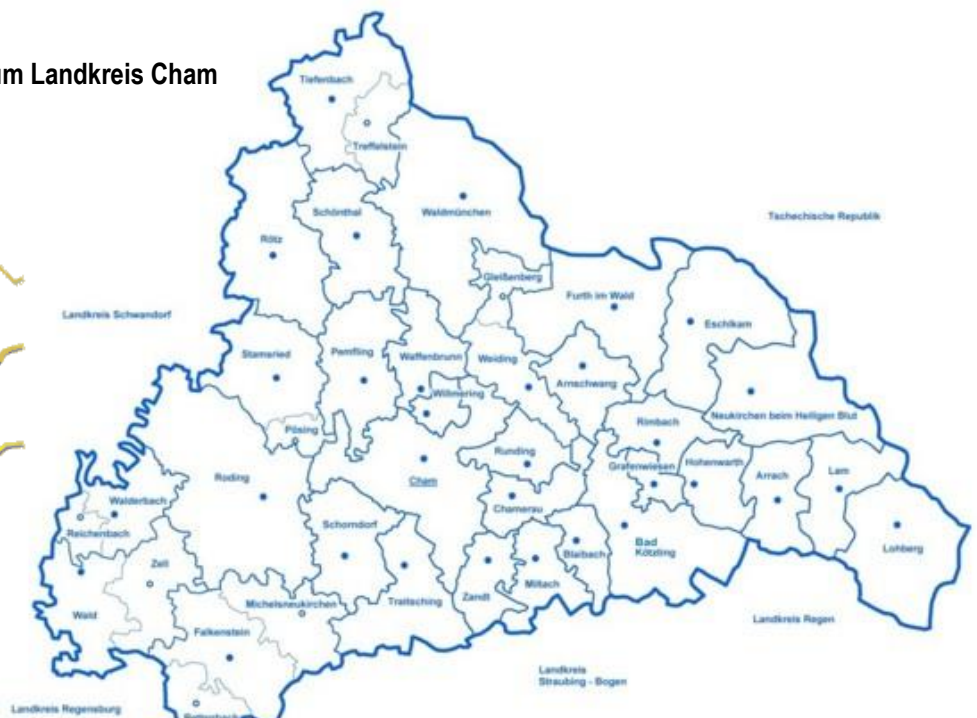 um Landkreis Cham
Tiefenbach
Treffelstein
Schönthal
Waldmünchen
Tschechische Republik
Rötz
Gleißenberg
Furth im Wald
Landkreis Schwandorf
Eschlkam
Stamsried
Pemfling
Waffenbrunn
Weiding
Arnschwang
Willmering
Neukirchen beim Heiligen Blut
Pösing
Rimbach
Runding
Grafenwiesen
Hohenwarth
Arrach
Lam
Roding
Cham
Walderbach
Chamerau
Reichenbach
Schorndorf
Bad
Kötzting
Blaibach
Lohberg
Zell
Miltach
Zandt
Traitsching
Michelsneukirchen
Wald
Landkreis Regen
Falkenstein
Landkreis
Straubing - Bogen
Landkreis Regensburg